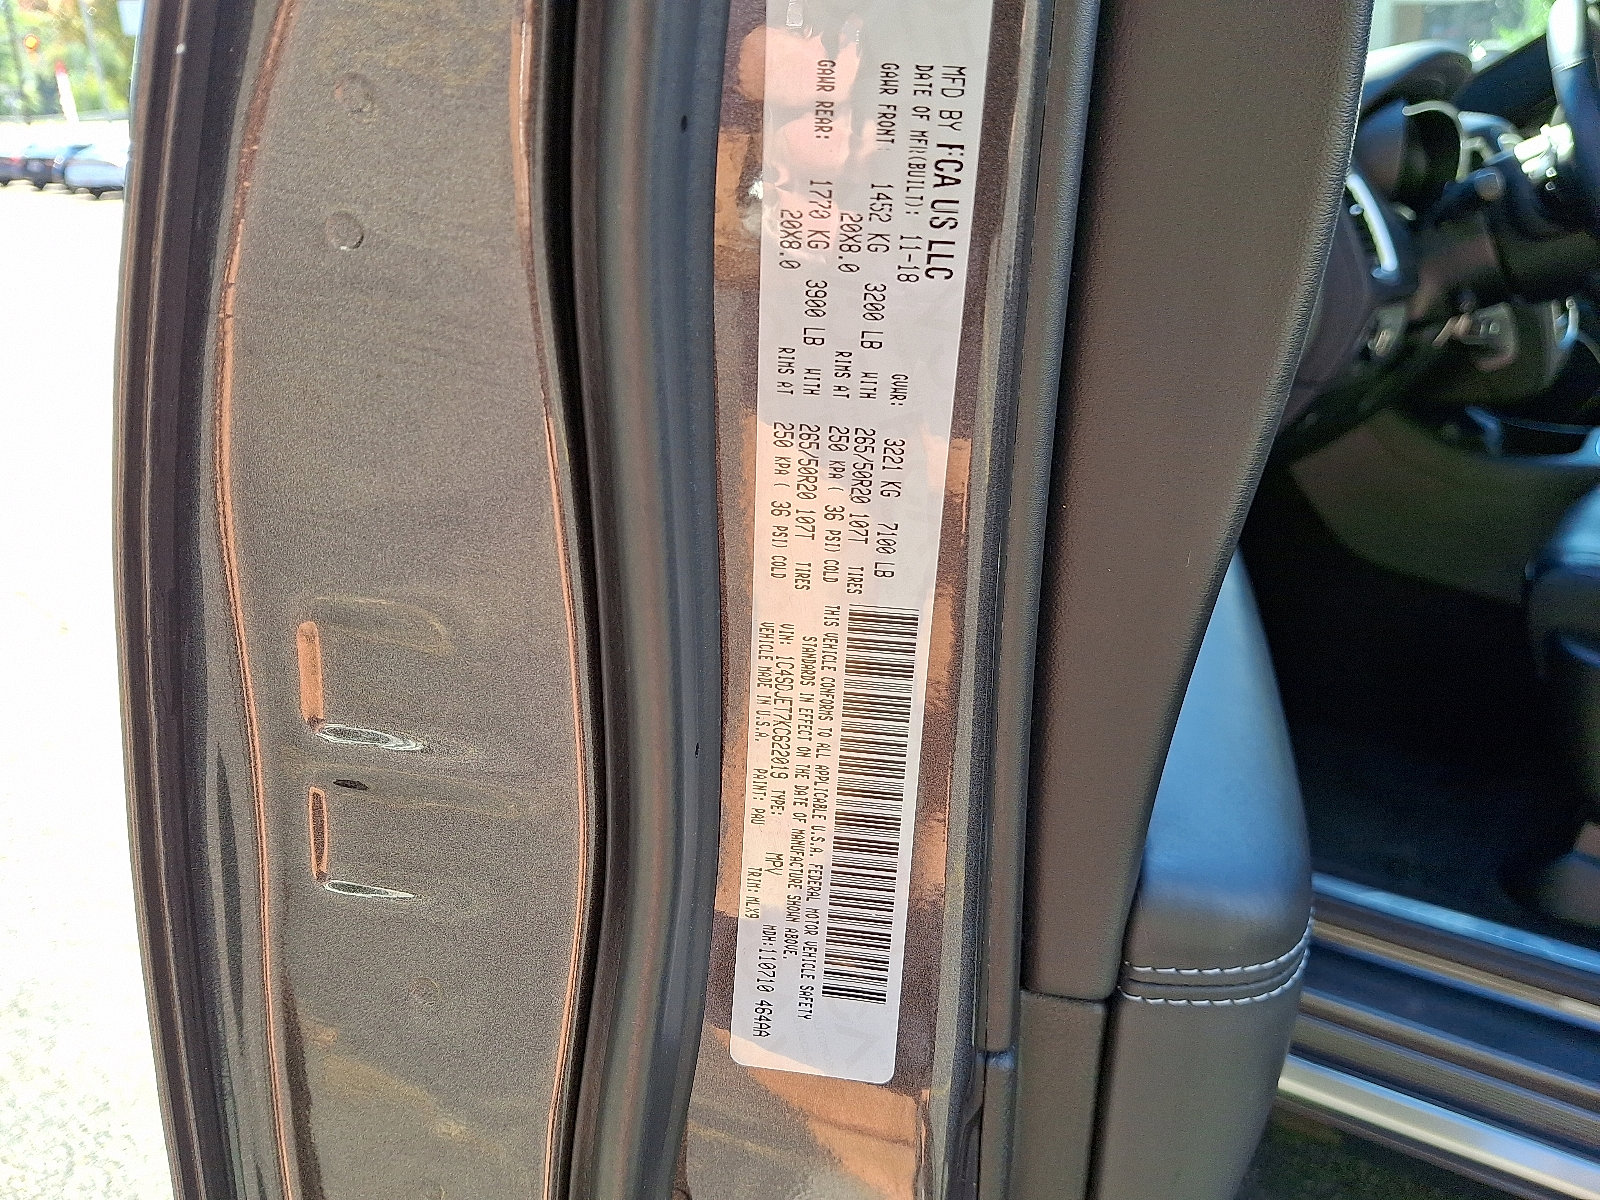 MFD BY FCA US LLC
DATE OF MFR(BUILT): 11-18 GVWR: 3221 KG 7100 LB
GAWR FRONT: 1452 KG 3200 LB WITH 265/50R20 107T TIRES
20X8.0 RIMS AT 250 KPA ( 36 PSI) COLD
GAWR REAR: 1770 KG 3900 LB WITH 265/50R20 107T TIRES
20X8.0 RIMS AT 250 KPA ( 36 PSI) COLD
THIS VEHICLE CONFORMS TO ALL APPLICABLE U.S.A. FEDERAL MOTOR VEHICLE SAFETY
STANDARDS IN EFFECT ON THE DATE OF MANUFACTURE SHOWN ABOVE.
VIN: 1C4SDJET7KC622019 TYPE: MPV MDH: 110710 464AA
VEHICLE MADE IN U.S.A. PAINT: PAU TRIM: MLX9